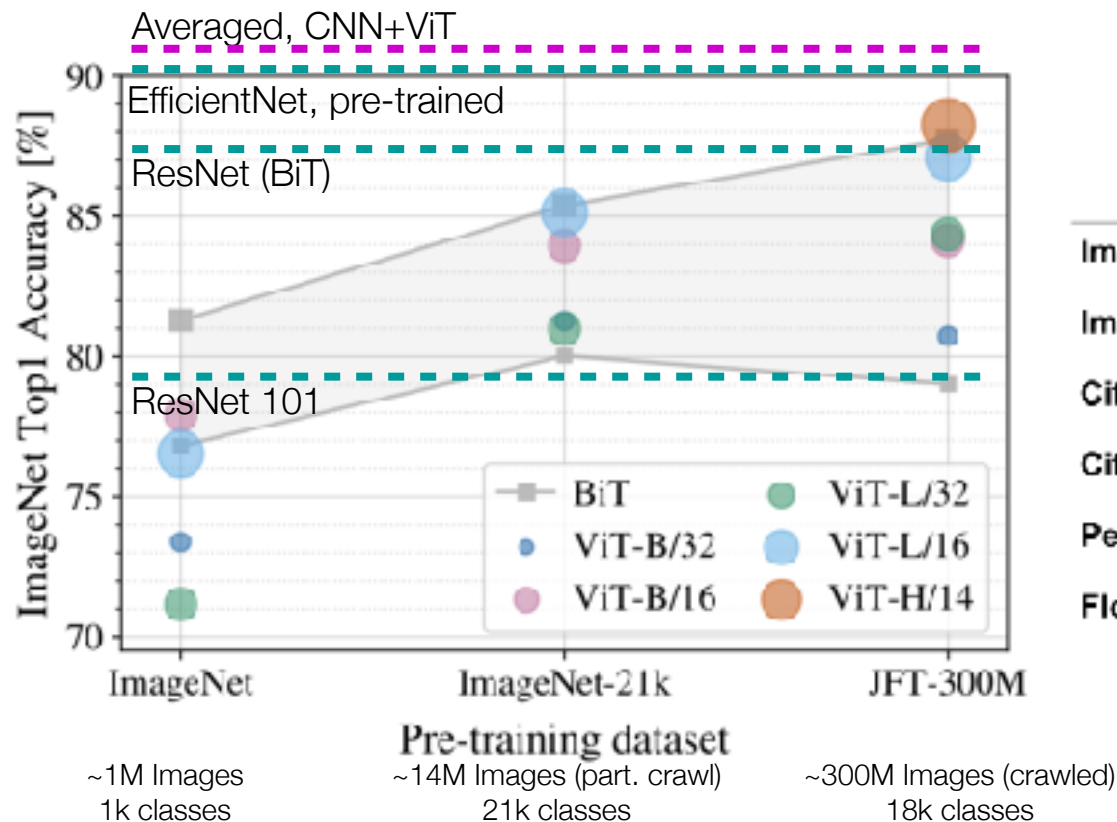 Averaged, CNN+ViT
90
EfficientNet, pre-trained
ResNet (BiT)
85
80
ResNet 101
75
70
ImageNet Top1 Accuracy [%]
BiT
ViT-B/32
ViT-B/16
ViT-L/32
ViT-L/16
ViT-H/14
ImageNet
ImageNet-21k
JFT-300M
Pre-training dataset
~1M Images
1k classes
~14M Images (part. crawl)
21k classes
~300M Images (crawled)
18k classes